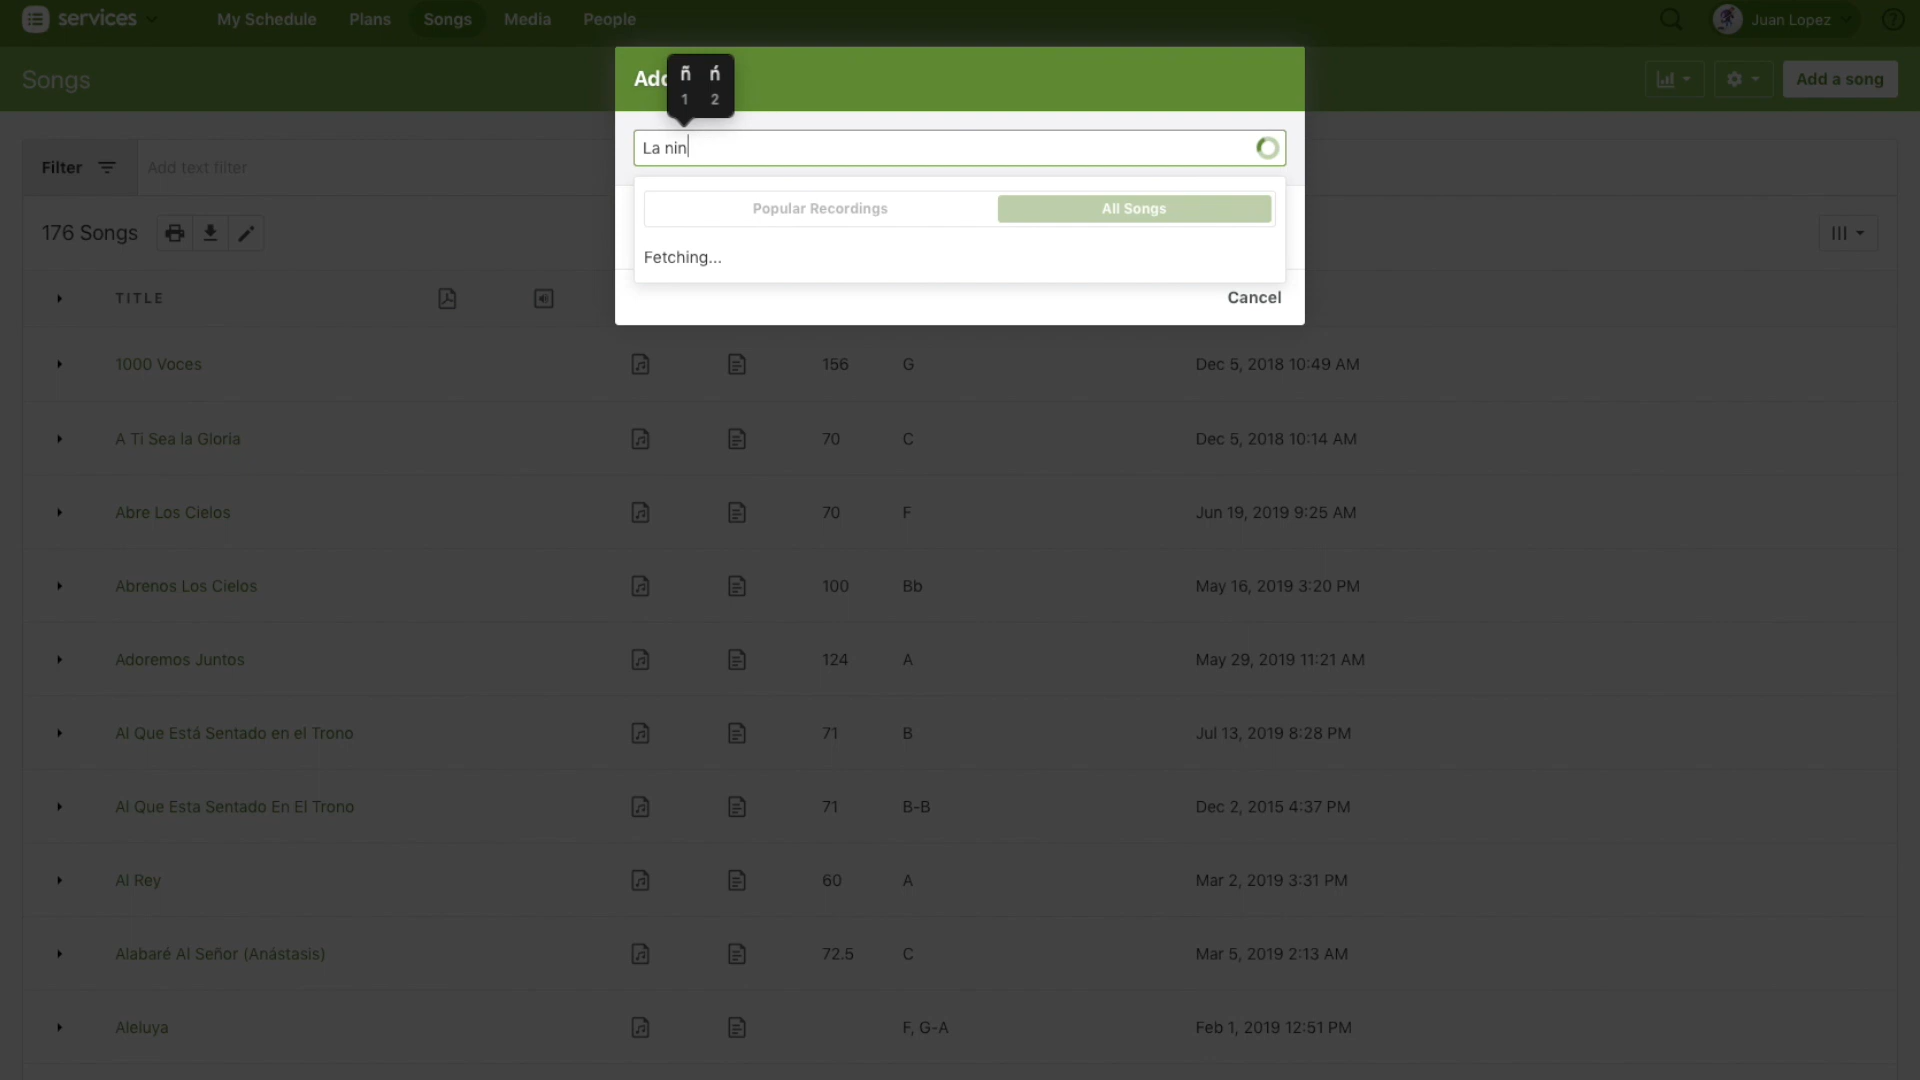 services My Schedule Plans Songs Media People Juan Lopez ?
Songs Add a song
Add
ñ ń
1 2
La nin
Filter Add text filter
Popular Recordings All Songs
176 Songs
Fetching...
TITLE
Cancel
1000 Voces 156 G Dec 5, 2018 10:49 AM
A Ti Sea la Gloria 70 C Dec 5, 2018 10:14 AM
Abre Los Cielos 70 F Jun 19, 2019 9:25 AM
Abrenos Los Cielos 100 Bb May 16, 2019 3:20 PM
Adoremos Juntos 124 A May 29, 2019 11:21 AM
Al Que Está Sentado en el Trono 71 B Jul 13, 2019 8:28 PM
Al Que Esta Sentado En El Trono 71 B-B Dec 2, 2015 4:37 PM
Al Rey 60 A Mar 2, 2019 3:31 PM
Alabaré Al Señor (Anástasis) 72.5 C Mar 5, 2019 2:13 AM
Aleluya F, G-A Feb 1, 2019 12:51 PM